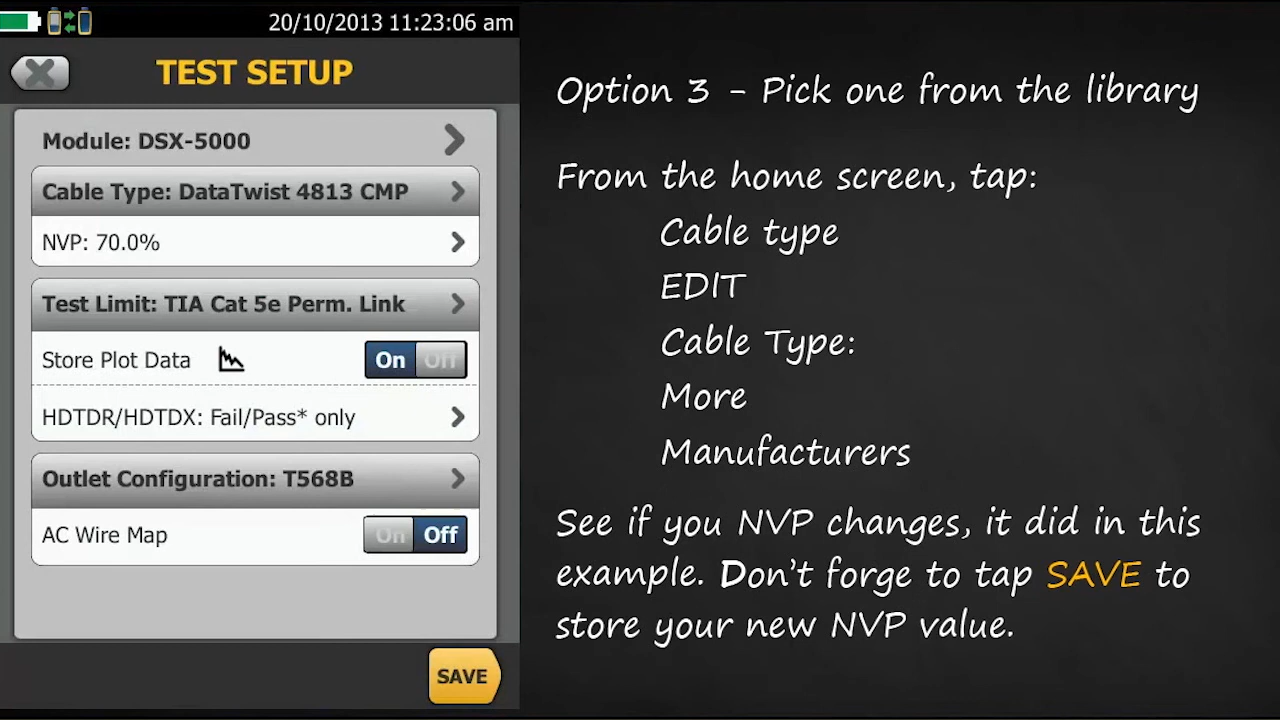 20/10/2013 11:23:06 am
TEST SETUP
Module: DSX-5000
Cable Type: DataTwist 4813 CMP
NVP: 70.0%
Test Limit: TIA Cat 5e Perm. Link
Store Plot Data On Off
HDTDR/HDTDX: Fail/Pass* only
Outlet Configuration: T568B
AC Wire Map On Off
SAVE
Option 3 - Pick one from the library
From the home screen, tap:
Cable type
EDIT
Cable Type:
More
Manufacturers
See if you NVP changes, it did in this
example. Don't forge to tap SAVE to
store your new NVP value.